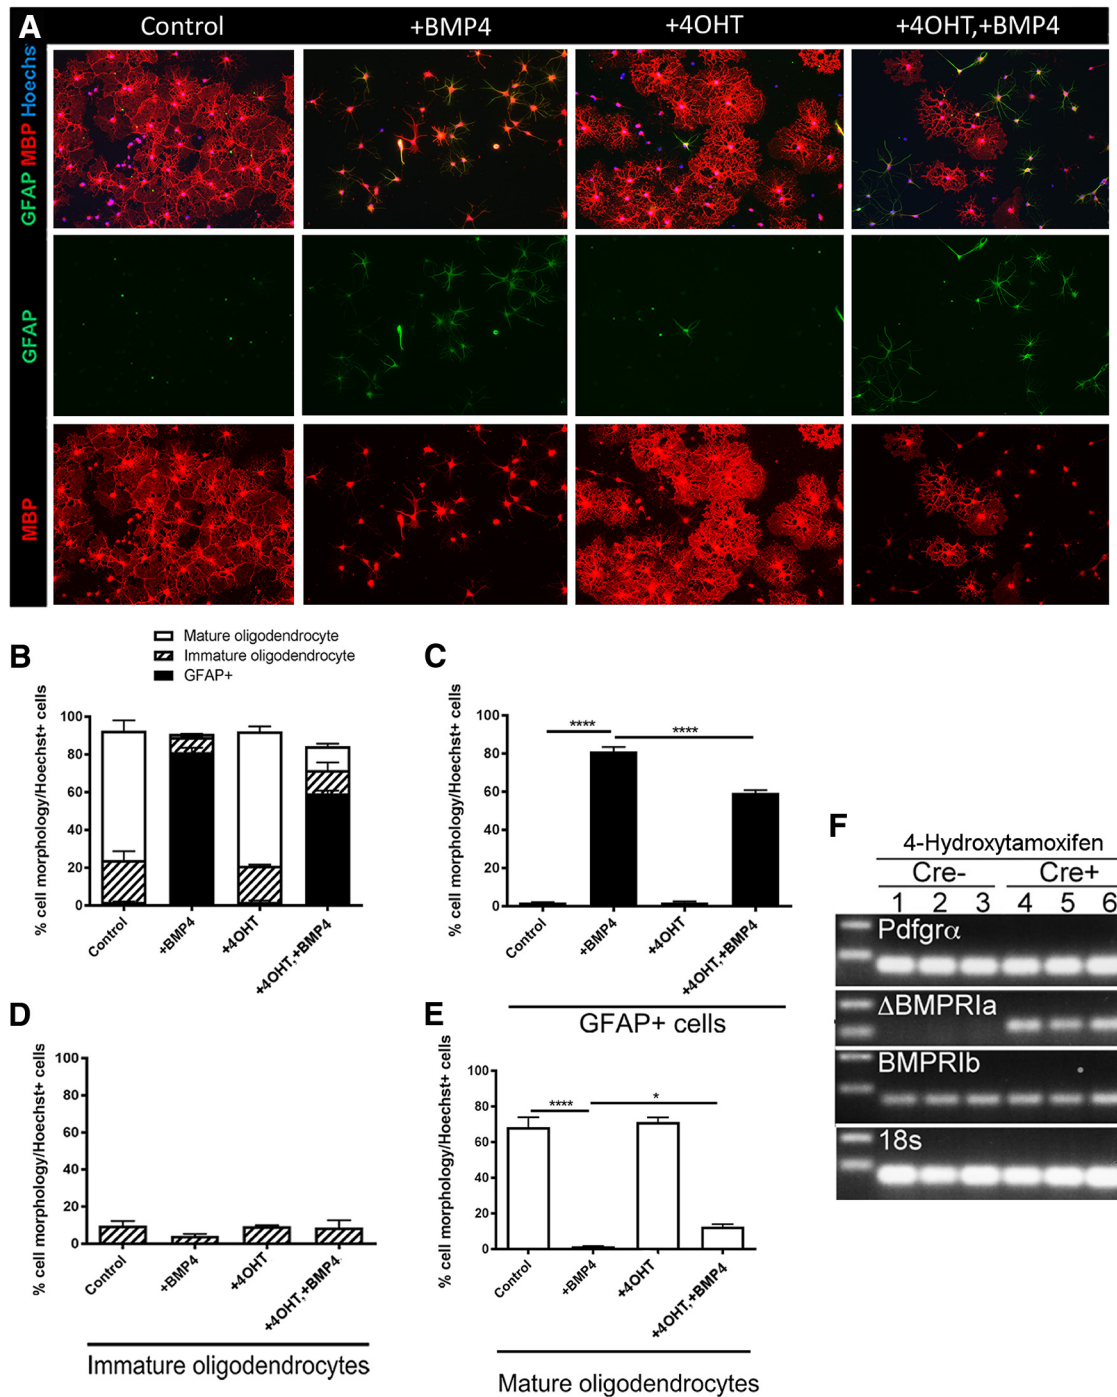 A
Control
+BMP4
+4OHT
+4OHT,+BMP4
GFAP MBP Hoechs
GFAP
MBP
B
Mature oligodendrocyte
Immature oligodendrocyte
GFAP+
% cell morphology/Hoechst+ cells
100
80
60
40
20
0
Control
+BMP4
+4OHT
+4OHT,+BMP4
C
% cell morphology/Hoechst+ cells
100
80
60
40
20
0
****
****
Control
+BMP4
+4OHT
+4OHT,+BMP4
GFAP+ cells
D
% cell morphology/Hoechst+ cells
100
80
60
40
20
0
Control
+BMP4
+4OHT
+4OHT,+BMP4
Immature oligodendrocytes
E
% cell morphology/Hoechst+ cells
100
80
60
40
20
0
****
*
Control
+BMP4
+4OHT
+4OHT,+BMP4
Mature oligodendrocytes
F
4-Hydroxytamoxifen
Cre- Cre+
1 2 3 4 5 6
Pdfgrα
ΔBMPRIa
BMPRIb
18s